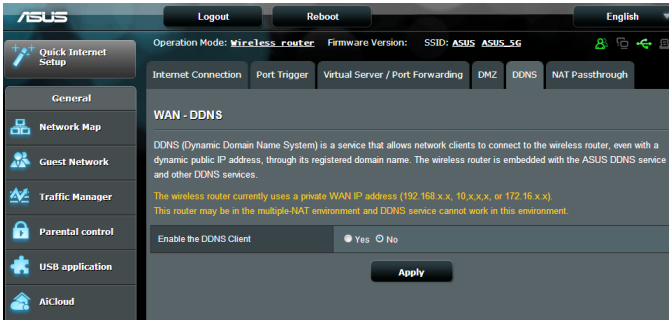 ASUS
Logout
Reboot
English
Quick Internet
Setup
Operation Mode: Wireless router Firmware Version: SSID: ASUS ASUS_5G
Internet Connection
Port Trigger
Virtual Server / Port Forwarding
DMZ
DDNS
NAT Passthrough
General
Network Map
Guest Network
Traffic Manager
Parental control
USB application
AiCloud
WAN - DDNS
DDNS (Dynamic Domain Name System) is a service that allows network clients to connect to the wireless router, even with a
dynamic public IP address, through its registered domain name. The wireless router is embedded with the ASUS DDNS service
and other DDNS services.
The wireless router currently uses a private WAN IP address (192.168.x.x, 10,x,x,x, or 172.16.x.x).
This router may be in the multiple-NAT environment and DDNS service cannot work in this environment.
Enable the DDNS Client
Yes No
Apply